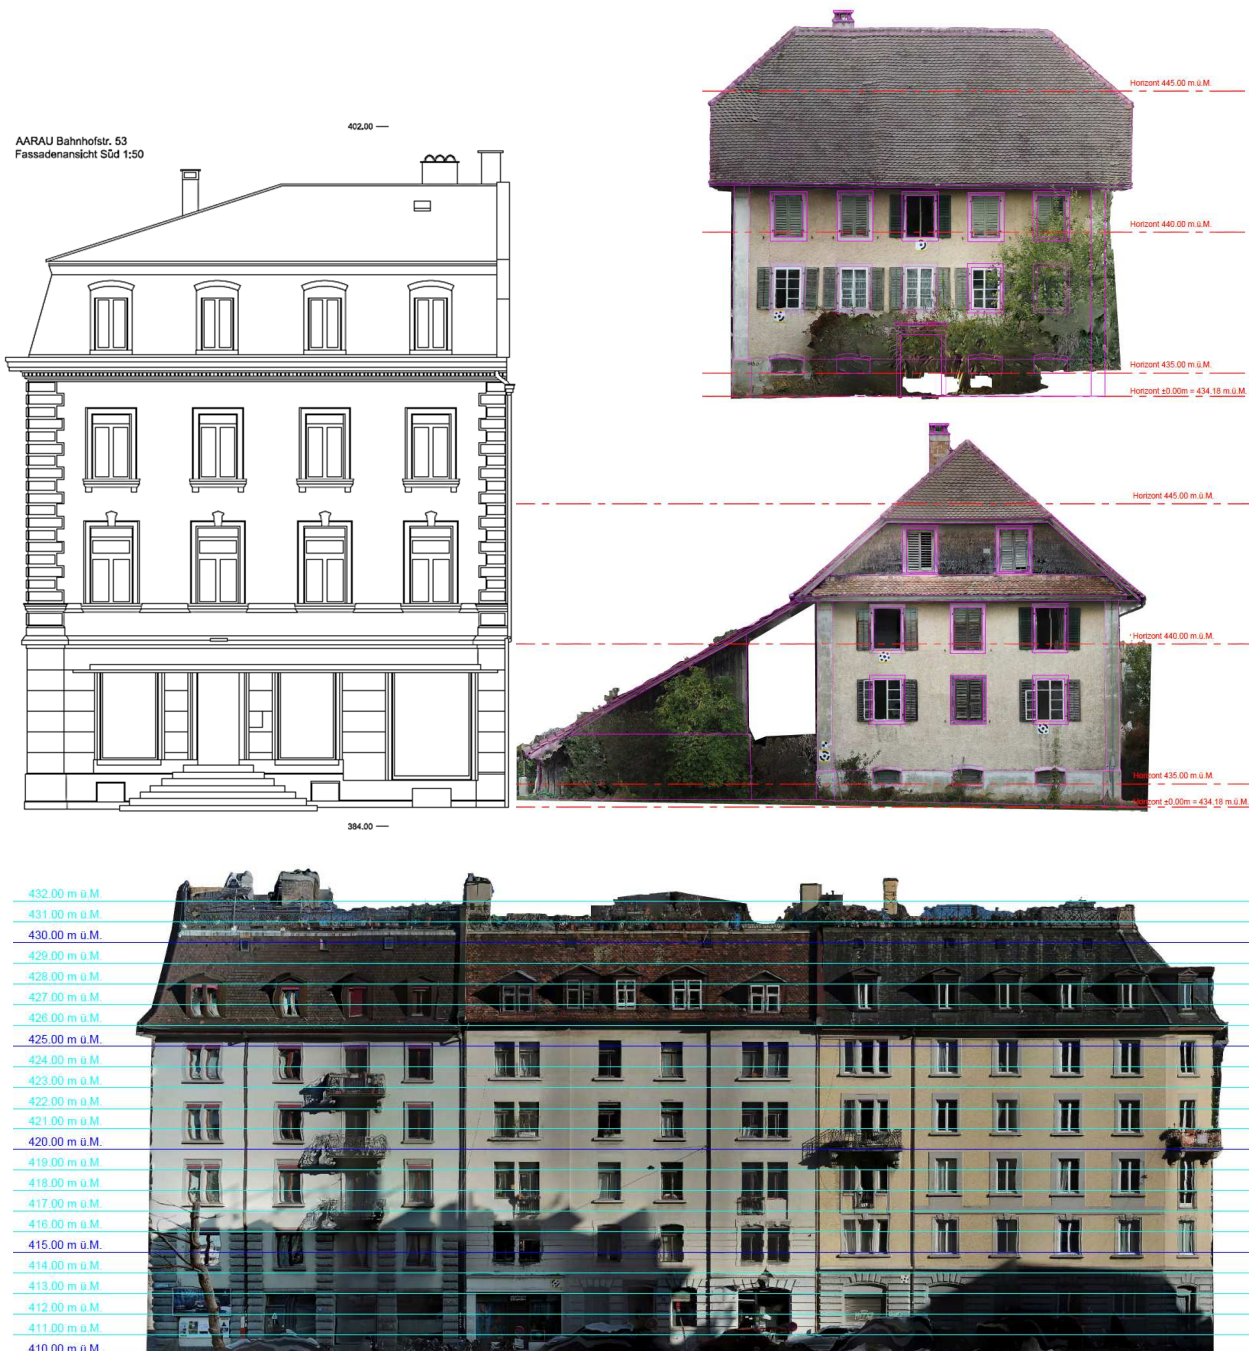 AARAU Bahnhofstr. 53
Fassadenansicht Süd 1:50
402.00
384.00
Horizont 445.00 m.ü.M.
Horizont 440.00 m.ü.M.
Horizont 435.00 m.ü.M.
Horizont ±0.00m = 434.18 m.ü.M.
Horizont 445.00 m.ü.M.
Horizont 440.00 m.ü.M.
Horizont 435.00 m.ü.M.
Horizont ±0.00m = 434.18 m.ü.M.
432.00 m ü.M.
431.00 m ü.M.
430.00 m ü.M.
429.00 m ü.M.
428.00 m ü.M.
427.00 m ü.M.
426.00 m ü.M.
425.00 m ü.M.
424.00 m ü.M.
423.00 m ü.M.
422.00 m ü.M.
421.00 m ü.M.
420.00 m ü.M.
419.00 m ü.M.
418.00 m ü.M.
417.00 m ü.M.
416.00 m ü.M.
415.00 m ü.M.
414.00 m ü.M.
413.00 m ü.M.
412.00 m ü.M.
411.00 m ü.M.
410.00 m ü.M.